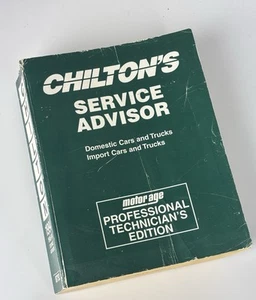 CHILTON'S
SERVICE
ADVISOR
Domestic Cars and Trucks
Import Cars and Trucks
motor age
PROFESSIONAL
TECHNICIAN'S
EDITION